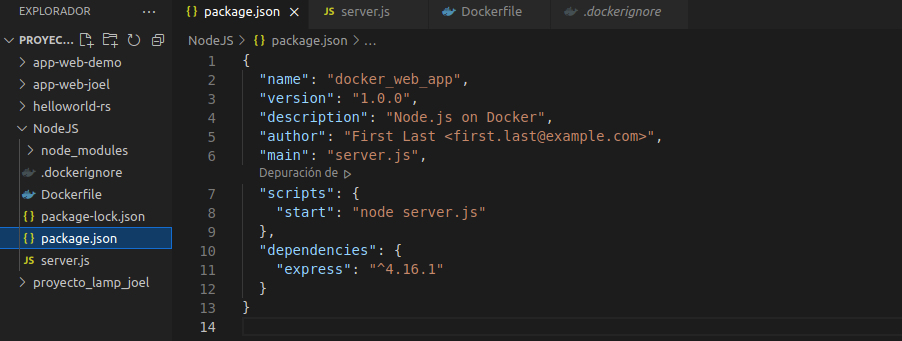 EXPLORADOR ...
PROYEC...
app-web-demo
app-web-joel
helloworld-rs
NodeJS
node_modules
.dockerignore
Dockerfile
{} package-lock.json
{} package.json
JS server.js
proyecto_lamp_joel
{} package.json × JS server.js Dockerfile .dockerignore
NodeJS > {} package.json > ...
1 {
2 "name": "docker_web_app",
3 "version": "1.0.0",
4 "description": "Node.js on Docker",
5 "author": "First Last <first.last@example.com>",
6 "main": "server.js",
Depuración de ▷
7 "scripts": {
8 "start": "node server.js"
9 },
10 "dependencies": {
11 "express": "^4.16.1"
12 }
13 }
14